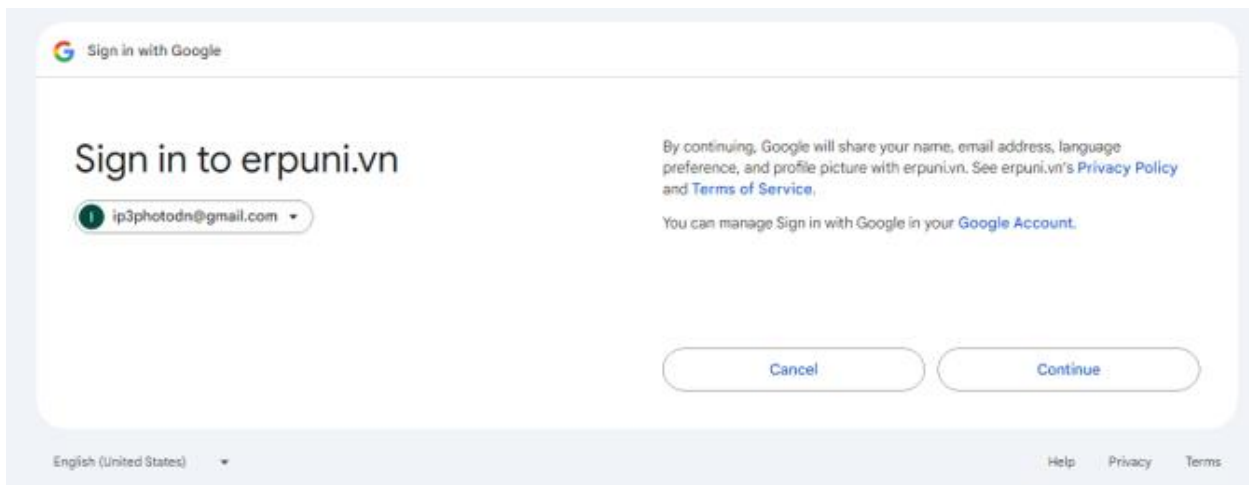 Sign in with Google
Sign in to erpuni.vn
ip3photodn@gmail.com
By continuing, Google will share your name, email address, language
preference, and profile picture with erpuni.vn. See erpuni.vn's Privacy Policy
and Terms of Service.
You can manage Sign in with Google in your Google Account.
Cancel
Continue
English (United States)
Help
Privacy
Terms